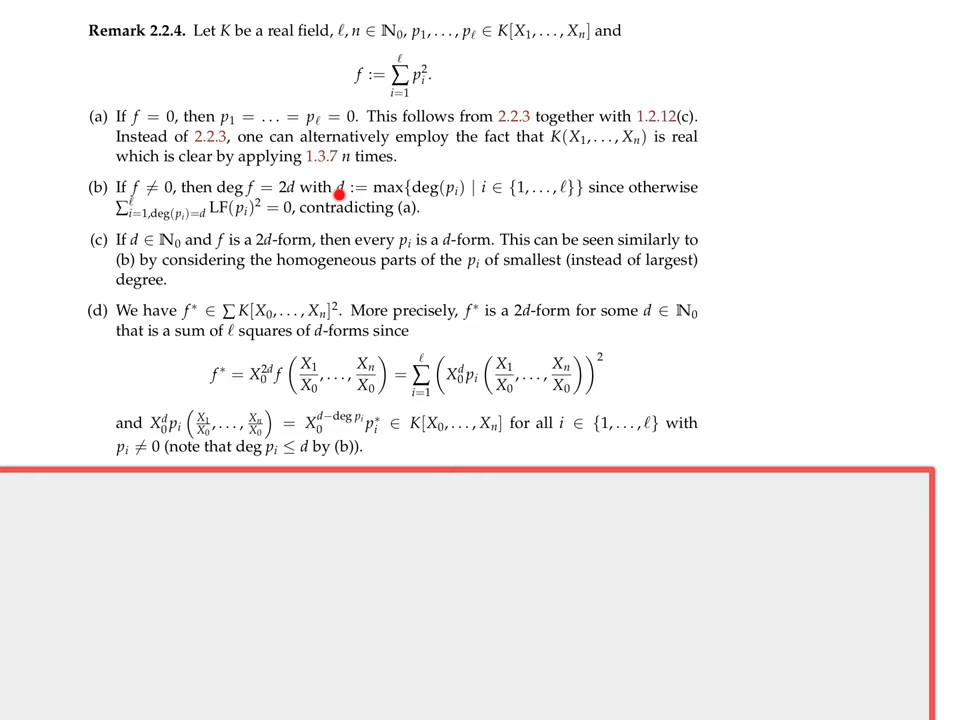 Remark 2.2.4. Let K be a real field, ℓ, n ∈ ℕ₀, p₁, . . . , p_ℓ ∈ K[X₁, . . . , Xₙ] and
f := ∑_{i=1}^{ℓ} p_i².
(a) If f = 0, then p₁ = . . . = p_ℓ = 0. This follows from 2.2.3 together with 1.2.12(c).
Instead of 2.2.3, one can alternatively employ the fact that K(X₁, . . . , Xₙ) is real
which is clear by applying 1.3.7 n times.
(b) If f ≠ 0, then deg f = 2d with d := max{deg(p_i) | i ∈ {1, . . . , ℓ}} since otherwise
∑_{i=1,deg(p_i)=d}^{ℓ} LF(p_i)² = 0, contradicting (a).
(c) If d ∈ ℕ₀ and f is a 2d-form, then every p_i is a d-form. This can be seen similarly to
(b) by considering the homogeneous parts of the p_i of smallest (instead of largest)
degree.
(d) We have f* ∈ ∑ K[X₀, . . . , Xₙ]². More precisely, f* is a 2d-form for some d ∈ ℕ₀
that is a sum of ℓ squares of d-forms since
f* = X₀^{2d} f (X₁/X₀, . . . , Xₙ/X₀) = ∑_{i=1}^{ℓ} (X₀^d p_i (X₁/X₀, . . . , Xₙ/X₀))²
and X₀^d p_i (X₁/X₀, . . . , Xₙ/X₀) = X₀^{d−deg p_i} p_i* ∈ K[X₀, . . . , Xₙ] for all i ∈ {1, . . . , ℓ} with
p_i ≠ 0 (note that deg p_i ≤ d by (b)).